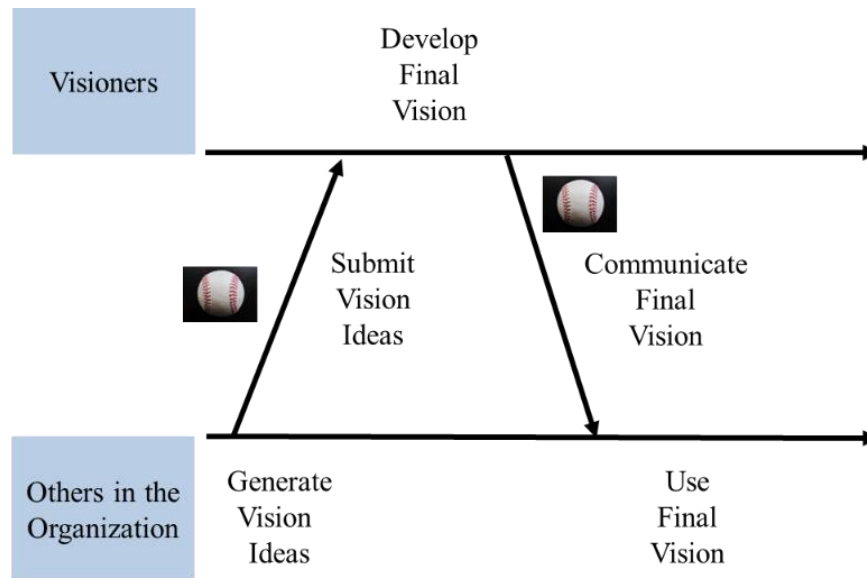 Visioners
Develop
Final
Vision
Submit
Vision
Ideas
Communicate
Final
Vision
Others in the
Organization
Generate
Vision
Ideas
Use
Final
Vision